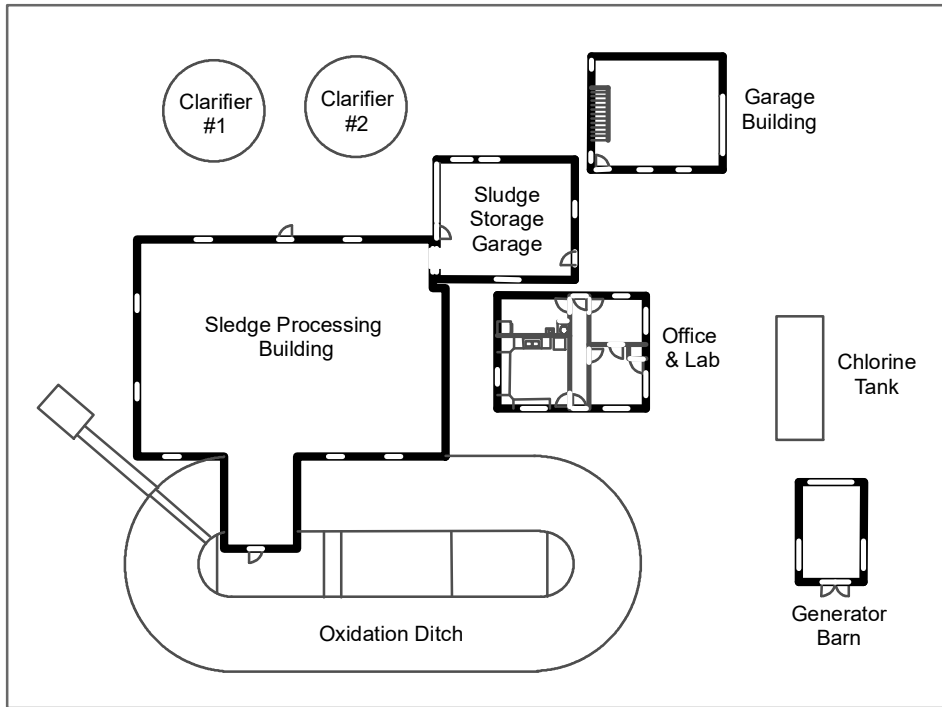 Clarifier
#1
Clarifier
#2
Garage
Building
Sludge
Storage
Garage
Sledge Processing
Building
Office
& Lab
Chlorine
Tank
Oxidation Ditch
Generator
Barn